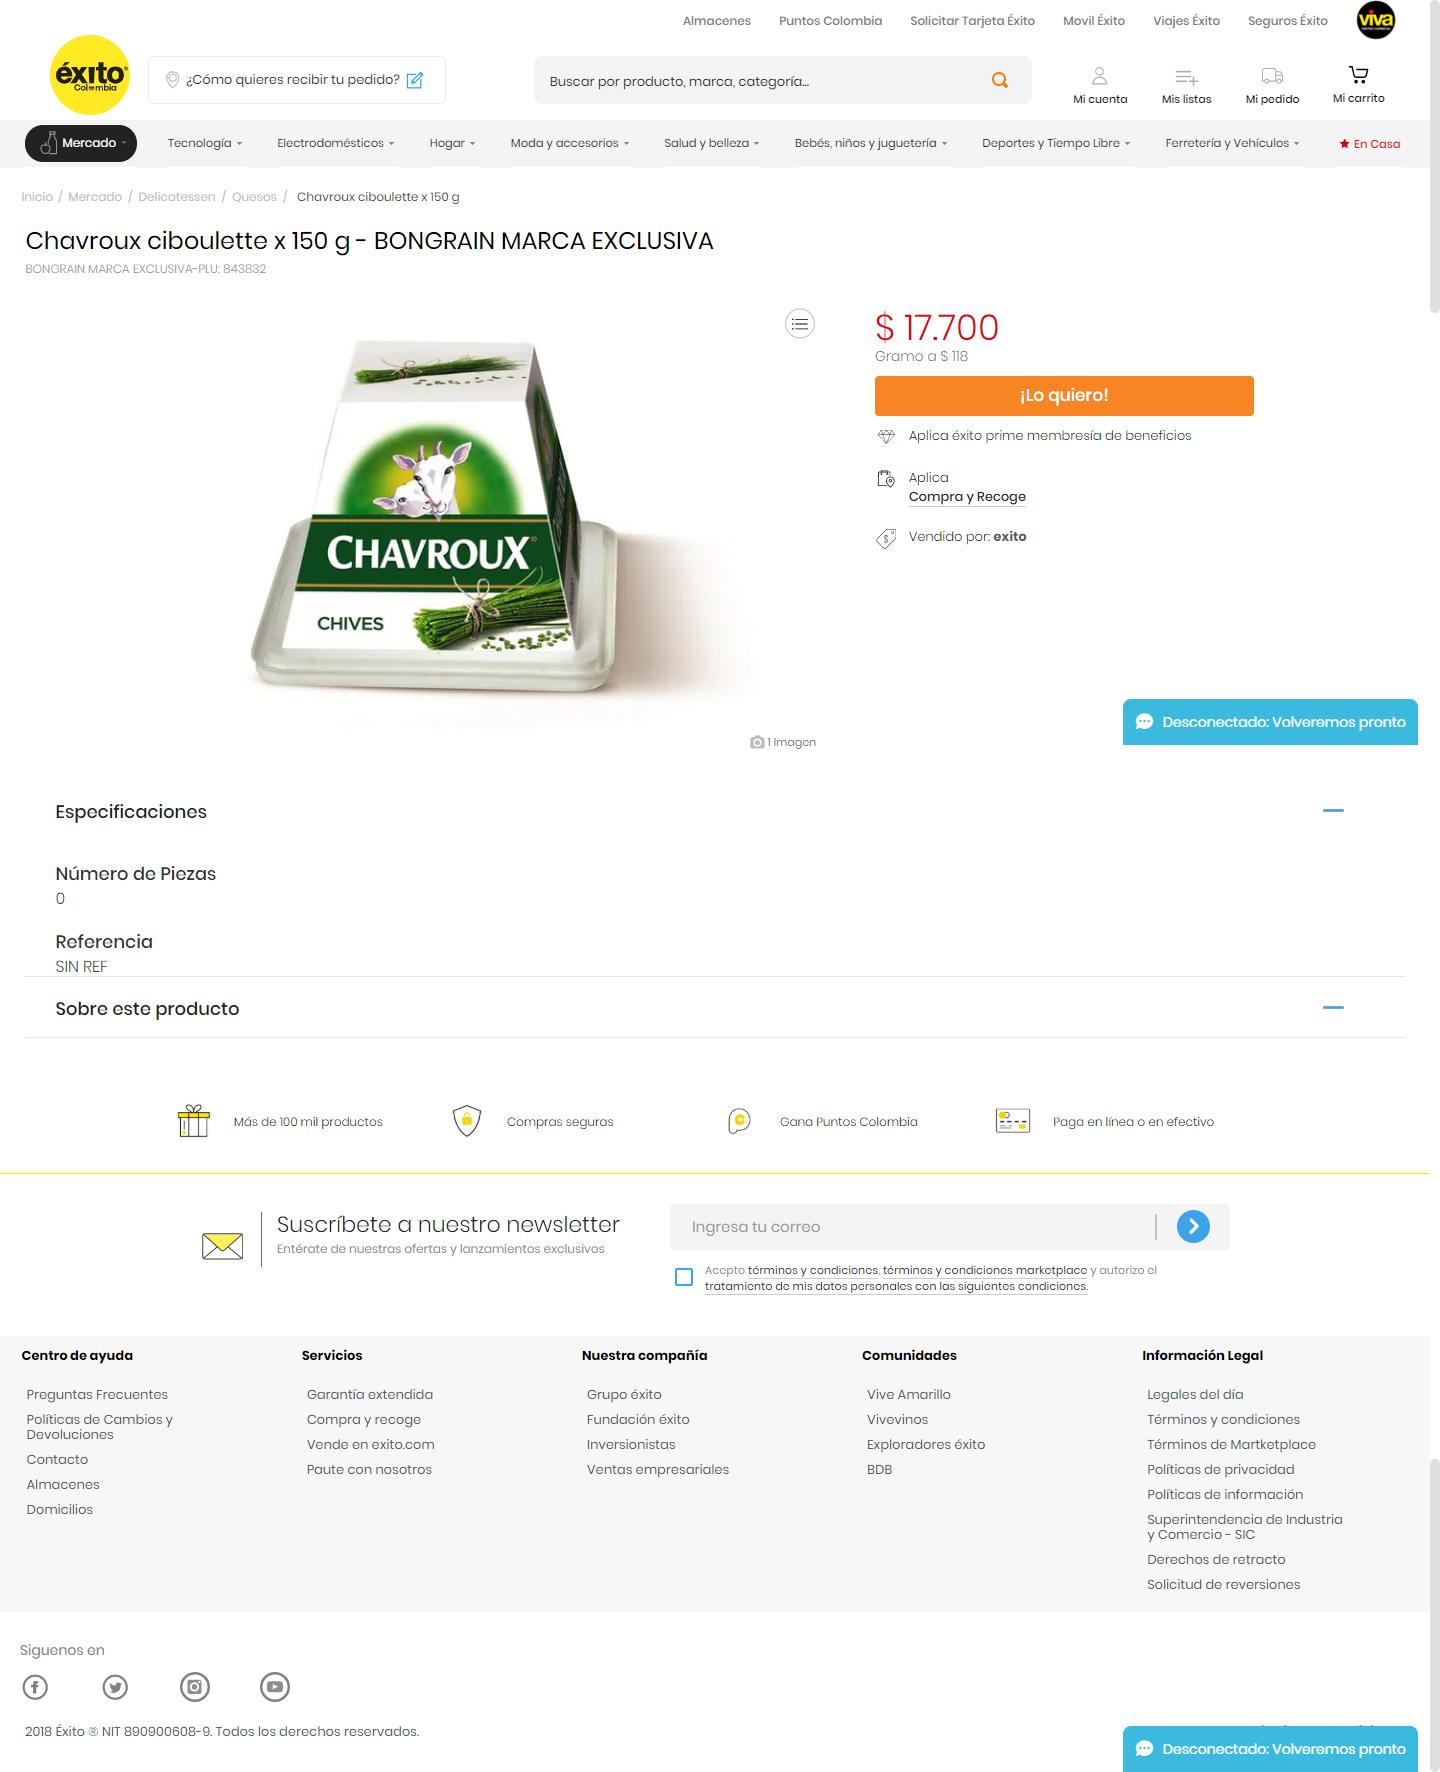 Almacenes Puntos Colombia Solicitar Tarjeta Éxito Movil Éxito Viajes Éxito Seguros Éxito viva
éxito
Colombia
¿Cómo quieres recibir tu pedido?
Buscar por producto, marca, categoría...
Mi cuenta Mis listas Mi pedido Mi carrito
Mercado Tecnología Electrodomésticos Hogar Moda y accesorios Salud y belleza Bebés, niños y juguetería Deportes y Tiempo Libre Ferretería y Vehículos En Casa
Inicio / Mercado / Delicatessen / Quesos / Chavroux ciboulette x 150 g
Chavroux ciboulette x 150 g - BONGRAIN MARCA EXCLUSIVA
BONGRAIN MARCA EXCLUSIVA-PLU: 843832
CHAVROUX
CHIVES
1 Imagen
$ 17.700
Gramo a $ 118
¡Lo quiero!
Aplica éxito prime membresía de beneficios
Aplica
Compra y Recoge
Vendido por: exito
Desconectado: Volveremos pronto
Especificaciones
Número de Piezas
0
Referencia
SIN REF
Sobre este producto
Más de 100 mil productos Compras seguras Gana Puntos Colombia Paga en línea o en efectivo
Suscríbete a nuestro newsletter
Entérate de nuestras ofertas y lanzamientos exclusivos
Ingresa tu correo
Acepto términos y condiciones, términos y condiciones marketplace y autorizo el
tratamiento de mis datos personales con las siguientes condiciones.
Centro de ayuda
Preguntas Frecuentes
Políticas de Cambios y
Devoluciones
Contacto
Almacenes
Domicilios
Servicios
Garantía extendida
Compra y recoge
Vende en exito.com
Paute con nosotros
Nuestra compañía
Grupo éxito
Fundación éxito
Inversionistas
Ventas empresariales
Comunidades
Vive Amarillo
Vivevinos
Exploradores éxito
BDB
Información Legal
Legales del día
Términos y condiciones
Términos de Martketplace
Políticas de privacidad
Políticas de información
Superintendencia de Industria
y Comercio - SIC
Derechos de retracto
Solicitud de reversiones
Siguenos en
2018 Éxito ® NIT 890900608-9. Todos los derechos reservados.
Desconectado: Volveremos pronto